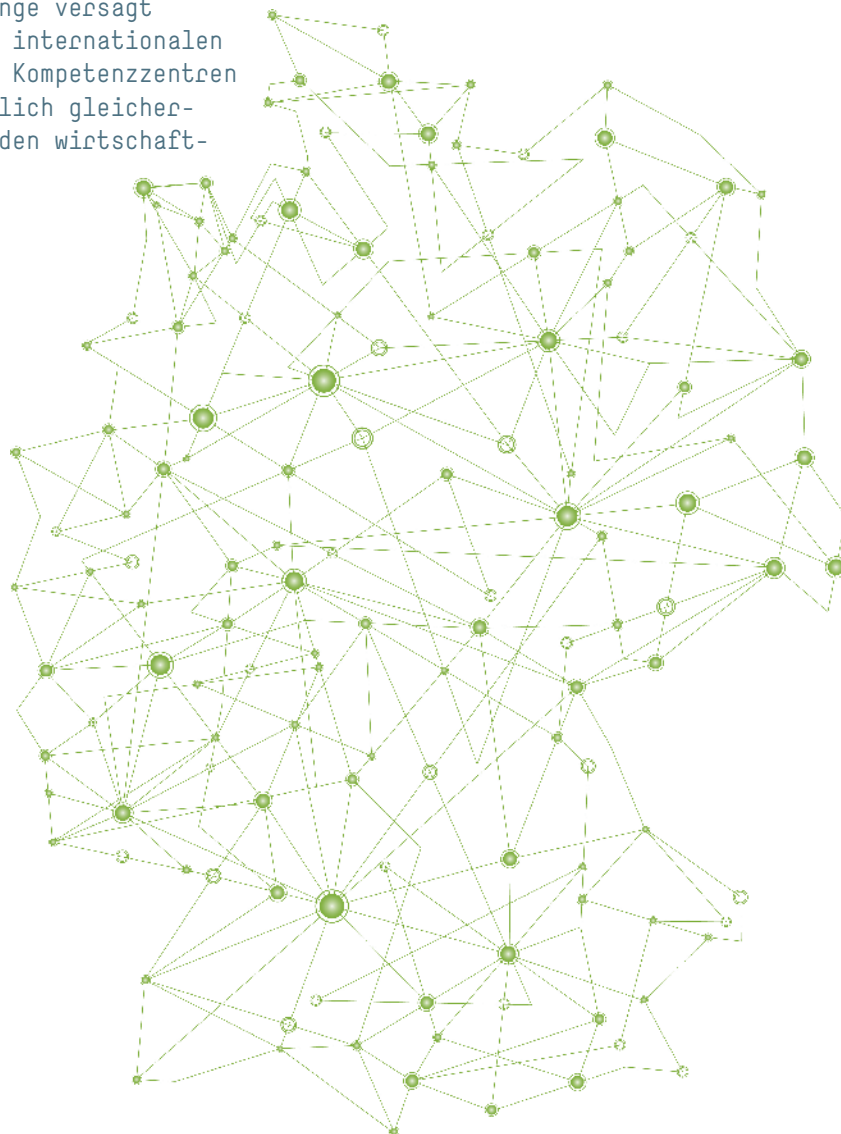 nge versagt
internationalen
Kompetenzzentren
lich gleicher-
den wirtschaft-